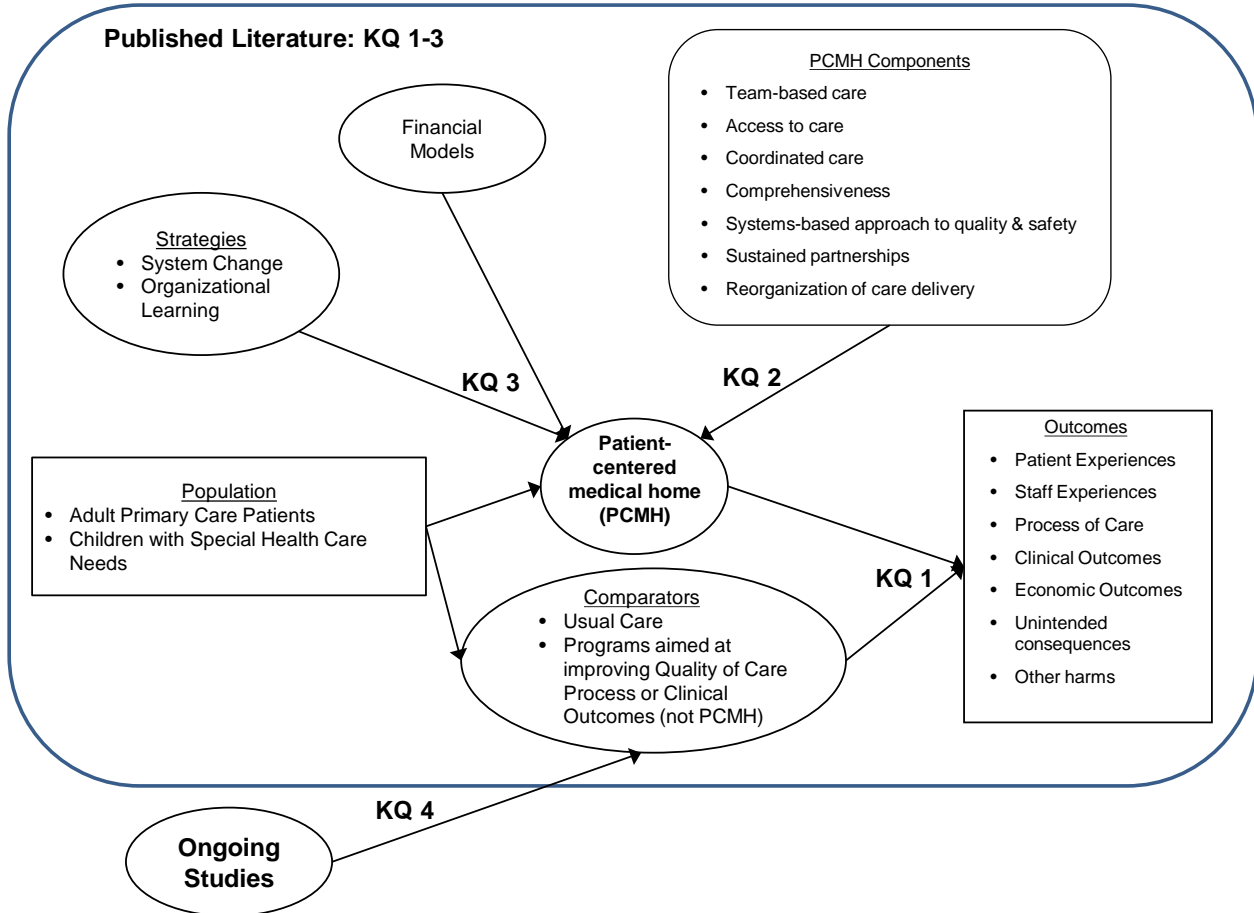 Published Literature: KQ 1-3
PCMH Components
• Team-based care
• Access to care
• Coordinated care
• Comprehensiveness
• Systems-based approach to quality & safety
• Sustained partnerships
• Reorganization of care delivery
Financial
Models
Strategies
• System Change
• Organizational
Learning
KQ 3
KQ 2
Patient-
centered
medical home
(PCMH)
Population
• Adult Primary Care Patients
• Children with Special Health Care
Needs
Outcomes
• Patient Experiences
• Staff Experiences
• Process of Care
• Clinical Outcomes
• Economic Outcomes
• Unintended
consequences
• Other harms
KQ 1
Comparators
• Usual Care
• Programs aimed at
improving Quality of Care
Process or Clinical
Outcomes (not PCMH)
KQ 4
Ongoing
Studies